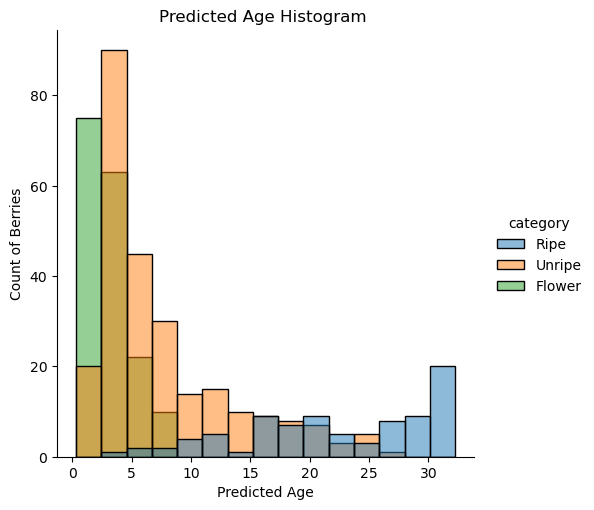 Predicted Age Histogram
Count of Berries
80
60
40
20
0
0 5 10 15 20 25 30
Predicted Age
category
Ripe
Unripe
Flower